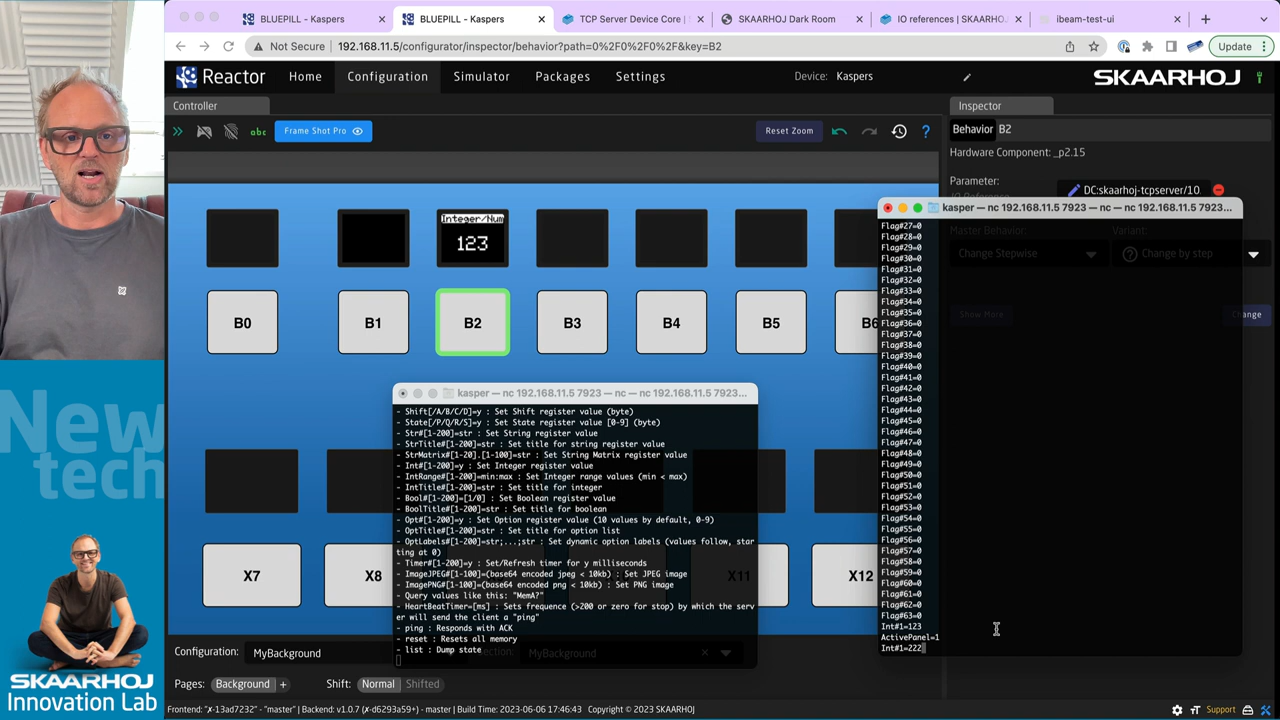 BLUEPILL - Kaspers
BLUEPILL - Kaspers
TCP Server Device Core |
SKAARHOJ Dark Room
IO references | SKAARHO
ibeam-test-ui
Not Secure
192.168.11.5/configurator/inspector/behavior?path=0%2F0%2F0%2F&key=B2
Update
Reactor
Home
Configuration
Simulator
Packages
Settings
Device:
Kaspers
SKAARHOJ
Controller
Inspector
abc
Frame Shot Pro
Reset Zoom
?
Behavior B2
Hardware Component: _p2.15
Parameter:
DC:skaarhoj-tcpserver/10.
Master Behavior:
Variant:
Change Stepwise
Change by step
Show More
Change
Integer/Num
123
B0
B1
B2
B3
B4
B5
B6
X7
X8
X11
X12
kasper — nc 192.168.11.5 7923 — nc — nc 192.168.11.5 7923...
- Shift[/A/B/C/D]=y : Set Shift register value (byte)
- State[/P/Q/R/S]=y : Set State register value [0-9] (byte)
- Str#[1-200]=str : Set String register value
- StrTitle#[1-200]=str : Set title for string register value
- StrMatrix#[1-20].[1-100]=str : Set String Matrix register value
- Int#[1-200]=y : Set Integer register value
- IntRange#[1-200]=min:max : Set Integer range values (min < max)
- IntTitle#[1-200]=str : Set title for integer
- Bool#[1-200]=[1/0] : Set Boolean register value
- BoolTitle#[1-200]=str : Set title for boolean
- Opt#[1-200]=y : Set Option register value (10 values by default, 0-9)
- OptTitle#[1-200]=str : Set title for option list
- OptLabels#[1-200]=str;...;str : Set dynamic option labels (values follow, star
ting at 0)
- Timer#[1-200]=y : Set/Refresh timer for y milliseconds
- ImageJPEG#[1-100]=(base64 encoded jpeg < 10kb) : Set JPEG image
- ImagePNG#[1-100]=(base64 encoded png < 10kb) : Set PNG image
- Query values like this: "MemA?"
- HeartBeatTimer=[ms] : Sets frequency (>200 or zero for stop) by which the serv
er will send the client a "ping"
- ping : Responds with ACK
- reset : Resets all memory
- list : Dump state
kasper — nc 192.168.11.5 7923 — nc — nc 192.168.11.5 7923...
Flag#27=0
Flag#28=0
Flag#29=0
Flag#30=0
Flag#31=0
Flag#32=0
Flag#33=0
Flag#34=0
Flag#35=0
Flag#36=0
Flag#37=0
Flag#38=0
Flag#39=0
Flag#40=0
Flag#41=0
Flag#42=0
Flag#43=0
Flag#44=0
Flag#45=0
Flag#46=0
Flag#47=0
Flag#48=0
Flag#49=0
Flag#50=0
Flag#51=0
Flag#52=0
Flag#53=0
Flag#54=0
Flag#55=0
Flag#56=0
Flag#57=0
Flag#58=0
Flag#59=0
Flag#60=0
Flag#61=0
Flag#62=0
Flag#63=0
Int#1=123
ActivePanel=1
Int#1=222
Configuration:
MyBackground
MyBackground
Pages:
Background +
Shift:
Normal
Shifted
Frontend: "✗-13ad7232" - "master" | Backend: v1.0.7 (✗-d6293a59+) - master | Build Time: 2023-06-06 17:46:43 Copyright © 2023 SKAARHOJ
Support
New
tech
SKAARHOJ
Innovation Lab